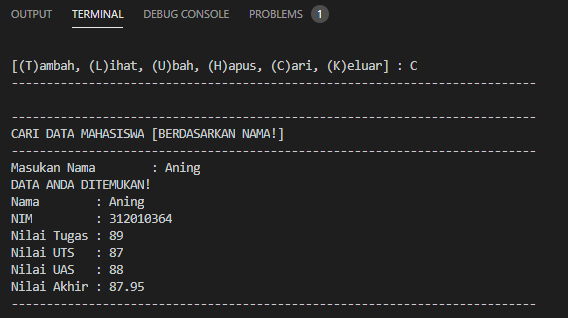 OUTPUT TERMINAL DEBUG CONSOLE PROBLEMS 1
[(T)ambah, (L)ihat, (U)bah, (H)apus, (C)ari, (K)eluar] : C
---------------------------------------------------------------------------
---------------------------------------------------------------------------
CARI DATA MAHASISWA [BERDASARKAN NAMA!]
---------------------------------------------------------------------------
Masukan Nama        : Aning
DATA ANDA DITEMUKAN!
Nama        : Aning
NIM         : 312010364
Nilai Tugas : 89
Nilai UTS   : 87
Nilai UAS   : 88
Nilai Akhir : 87.95
---------------------------------------------------------------------------